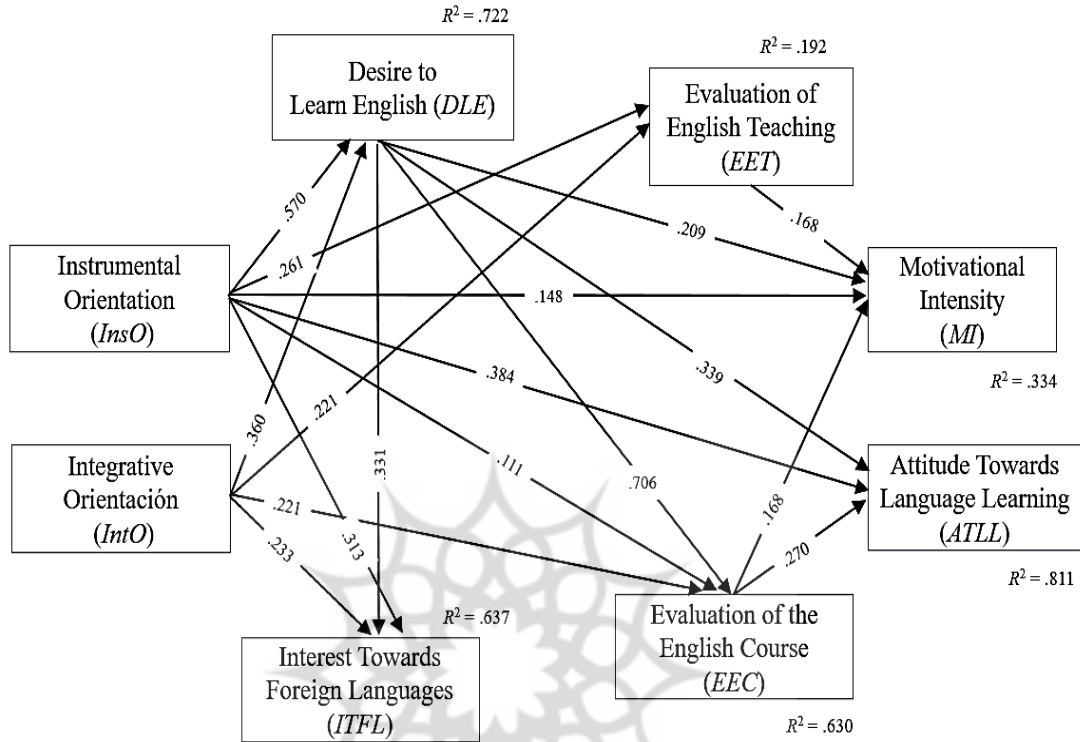 R² = .722
Desire to
Learn English (DLE)
R² = .192
Evaluation of
English Teaching
(EET)
.570
.261
.209
.168
Instrumental
Orientation
(InsO)
.148
Motivational
Intensity
(MI)
R² = .334
.384
.339
.221
.360
.331
.111
.706
.168
Integrative
Orientación
(IntO)
.221
.233
.313
.270
Attitude Towards
Language Learning
(ATLL)
R² = .811
R² = .637
Interest Towards
Foreign Languages
(ITFL)
Evaluation of the
English Course
(EEC)
R² = .630